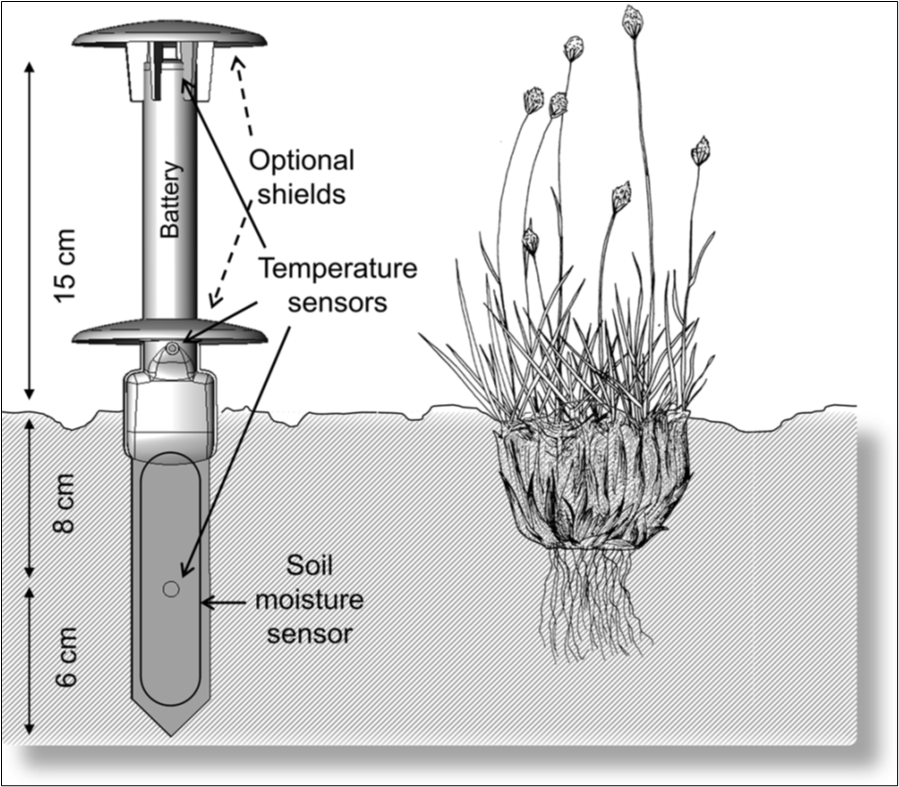 Optional
shields
Battery
Temperature
sensors
15 cm
8 cm
Soil
moisture
sensor
6 cm